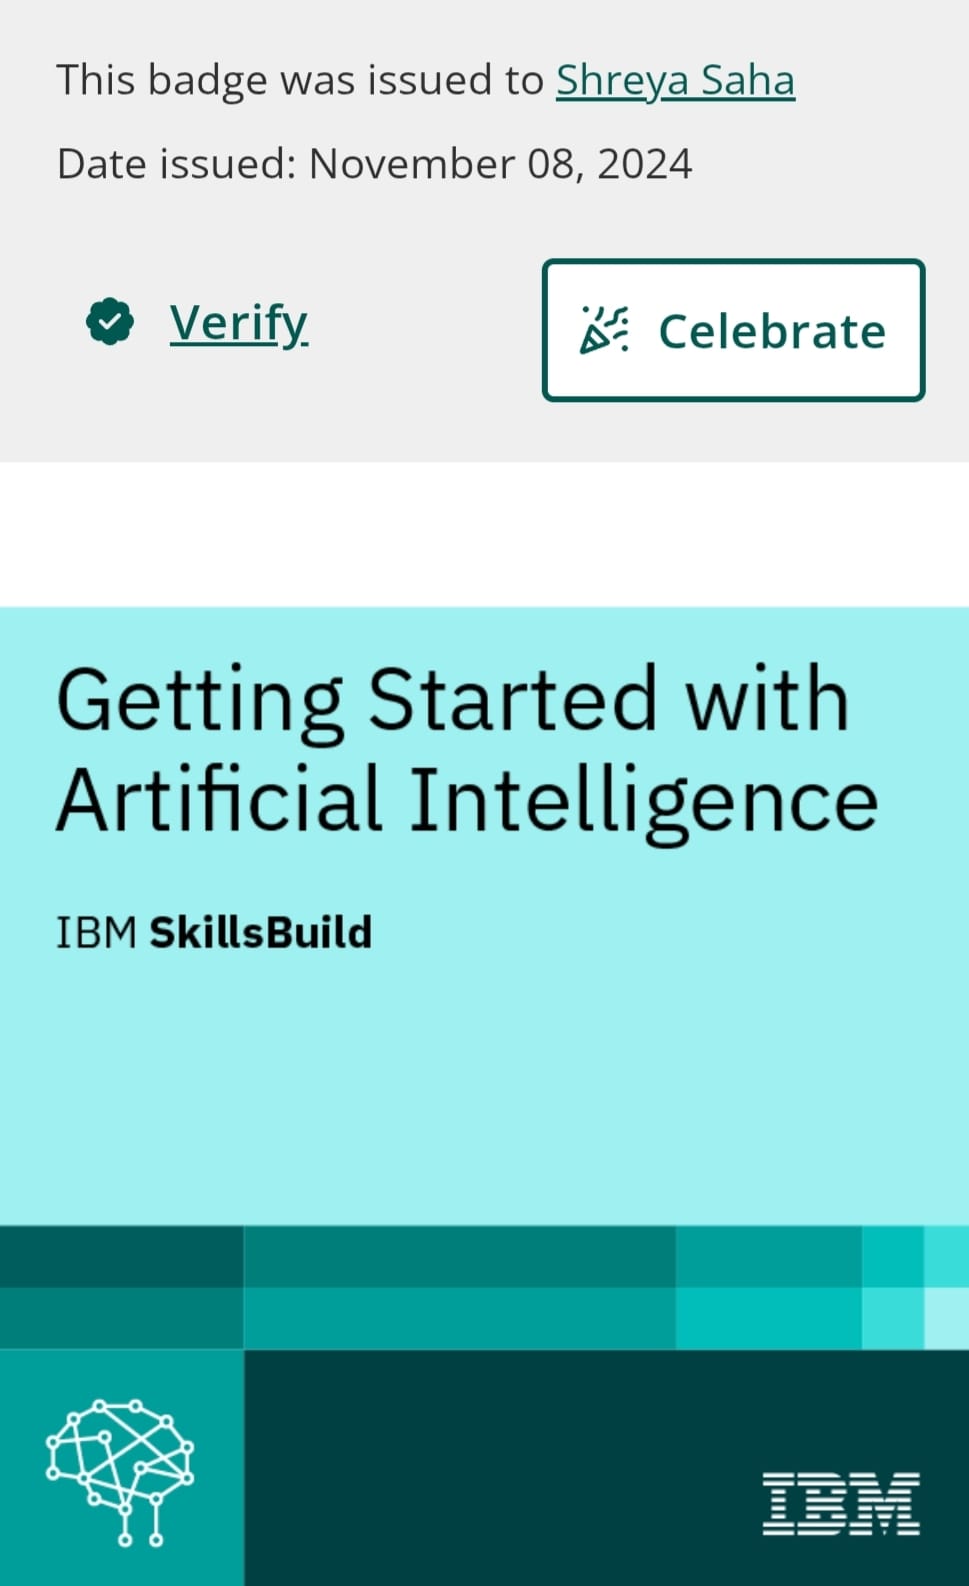 This badge was issued to Shreya Saha
Date issued: November 08, 2024
Verify
Celebrate
Getting Started with
Artificial Intelligence
IBM SkillsBuild
IBM